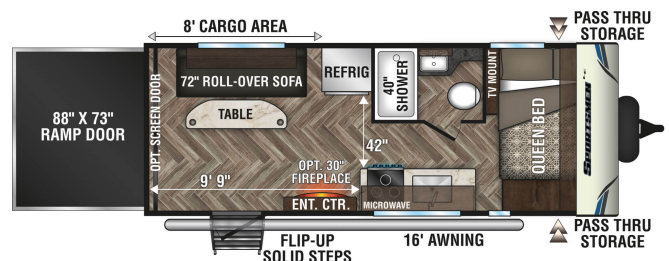 8' CARGO AREA
PASS THRU
STORAGE
88" X 73"
RAMP DOOR
OPT. SCREEN DOOR
72" ROLL-OVER SOFA
TABLE
REFRIG
40"
SHOWER
TV MOUNT
QUEEN BED
SPORTSMEN
42"
9' 9"
OPT. 30"
FIREPLACE
ENT. CTR.
MICROWAVE
FLIP-UP
SOLID STEPS
16' AWNING
PASS THRU
STORAGE